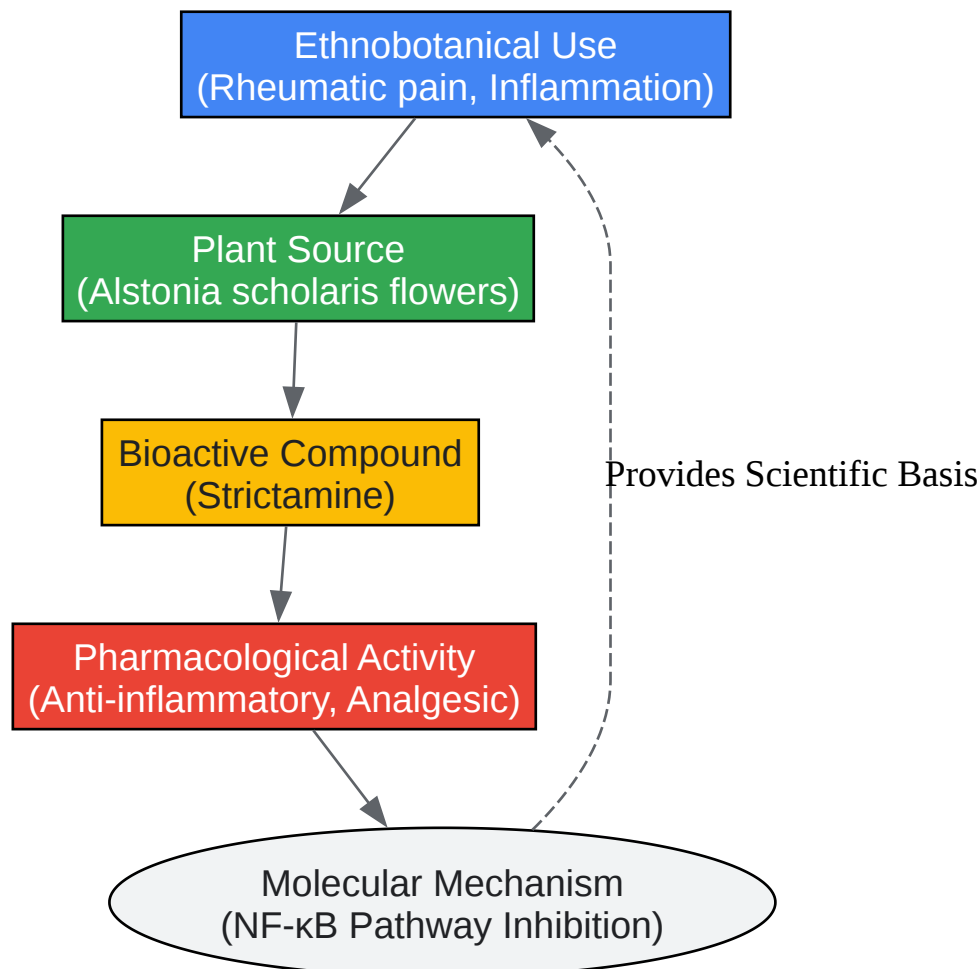 Ethnobotanical Use
(Rheumatic pain, Inflammation)
Plant Source
(Alstonia scholaris flowers)
Bioactive Compound
(Strictamine)
Provides Scientific Basis
Pharmacological Activity
(Anti-inflammatory, Analgesic)
Molecular Mechanism
(NF-κB Pathway Inhibition)